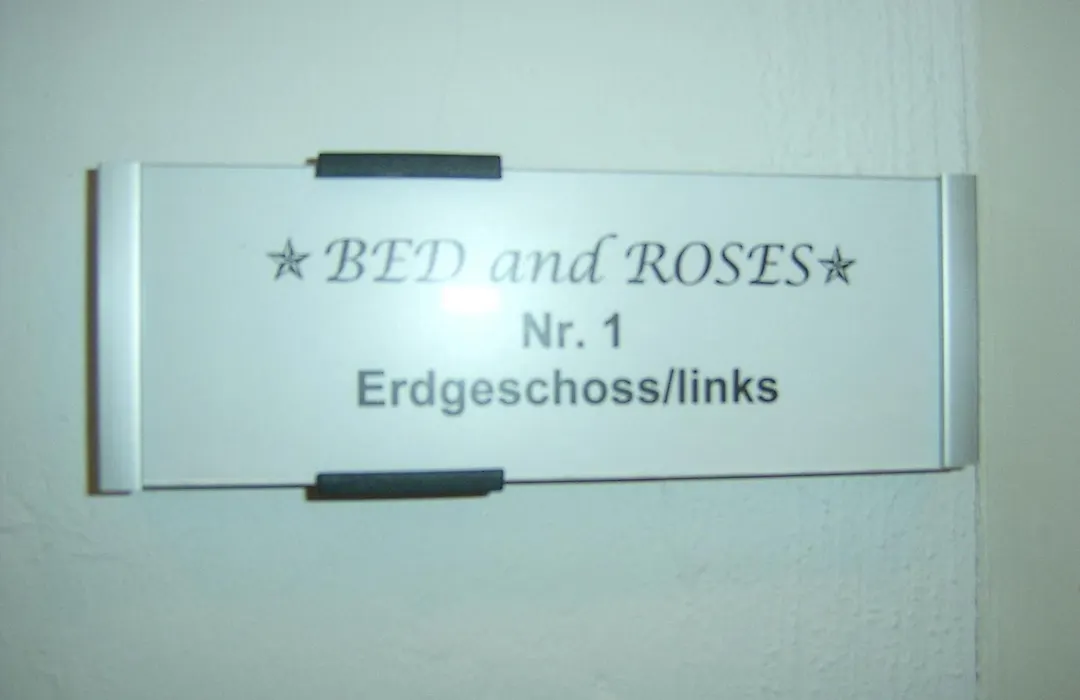 ★ BED and ROSES ★
Nr. 1
Erdgeschoss/links